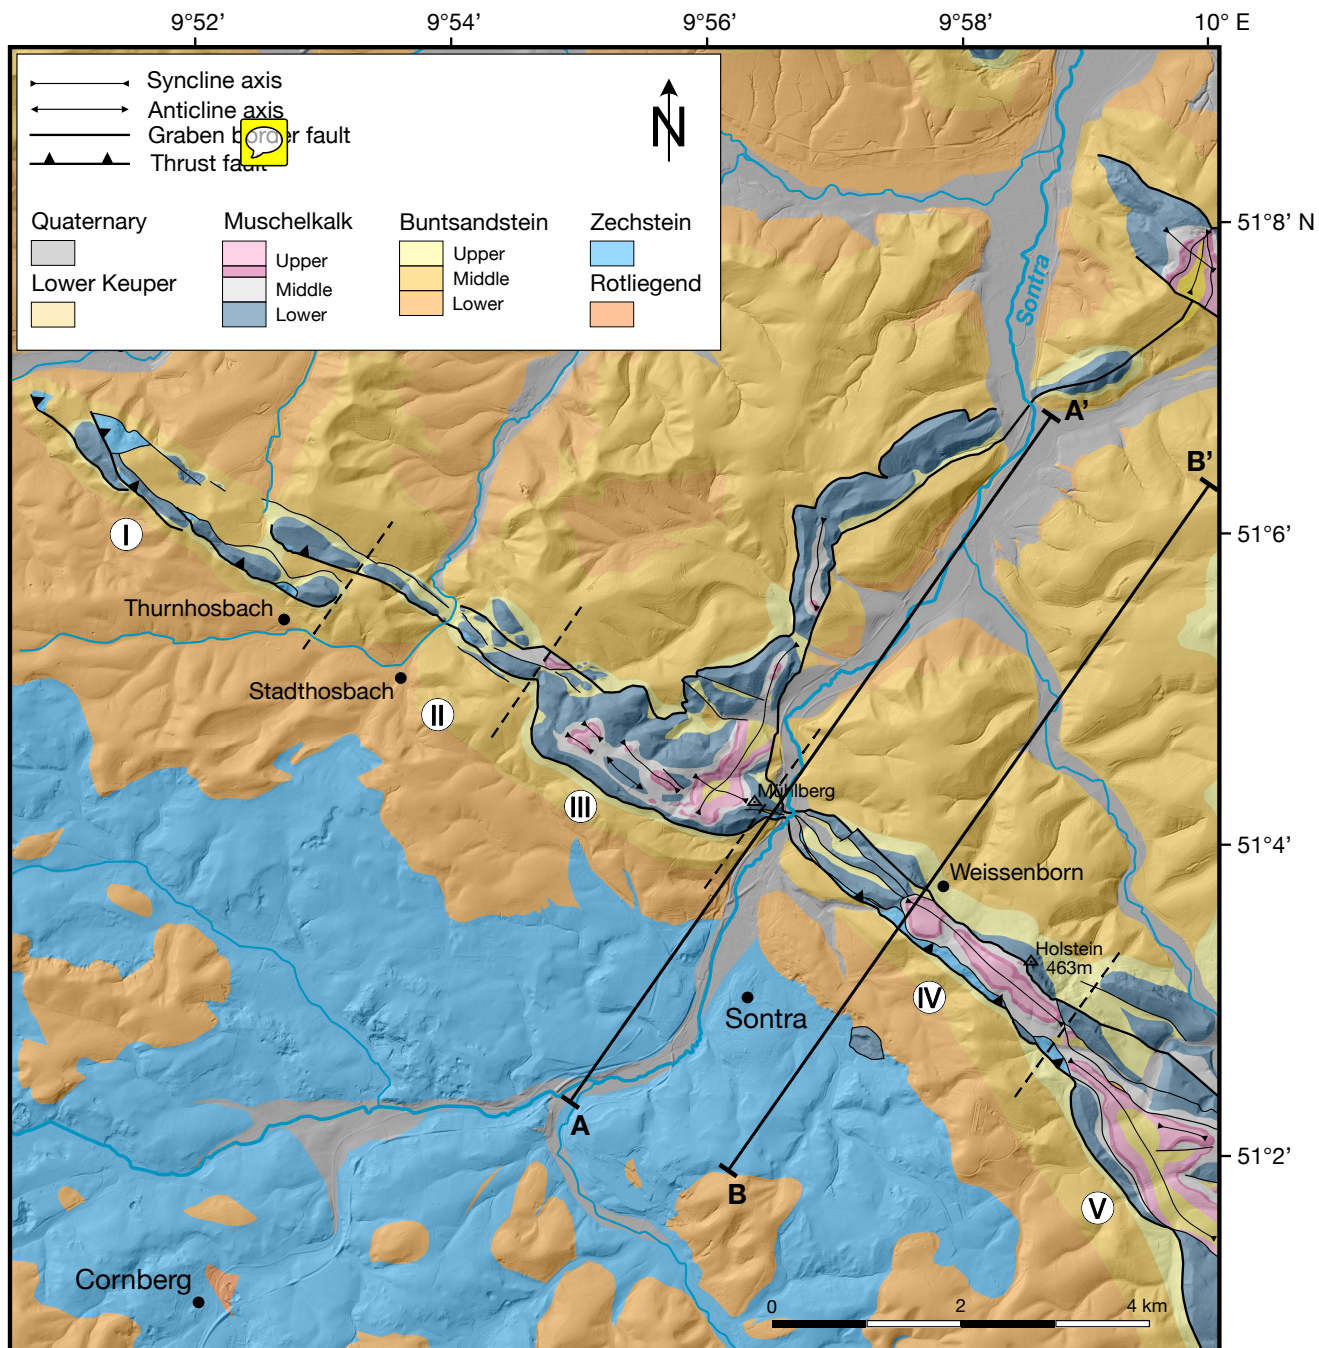 9°52’ 9°54’ 9°56’ 9°58’ 10° E
Syncline axis
Anticline axis
Graben border fault
Thrust fault
N
Quaternary
Lower Keuper
Muschelkalk
Upper
Middle
Lower
Buntsandstein
Upper
Middle
Lower
Zechstein
Rotliegend
51°8’ N
Sontra
A’
B’
51°6’
I
Thurnhosbach
Stadthosbach
II
III
Mühlberg
51°4’
Weissenborn
Holstein
463m
IV
Sontra
A
51°2’
B
V
Cornberg
0 2 4 km